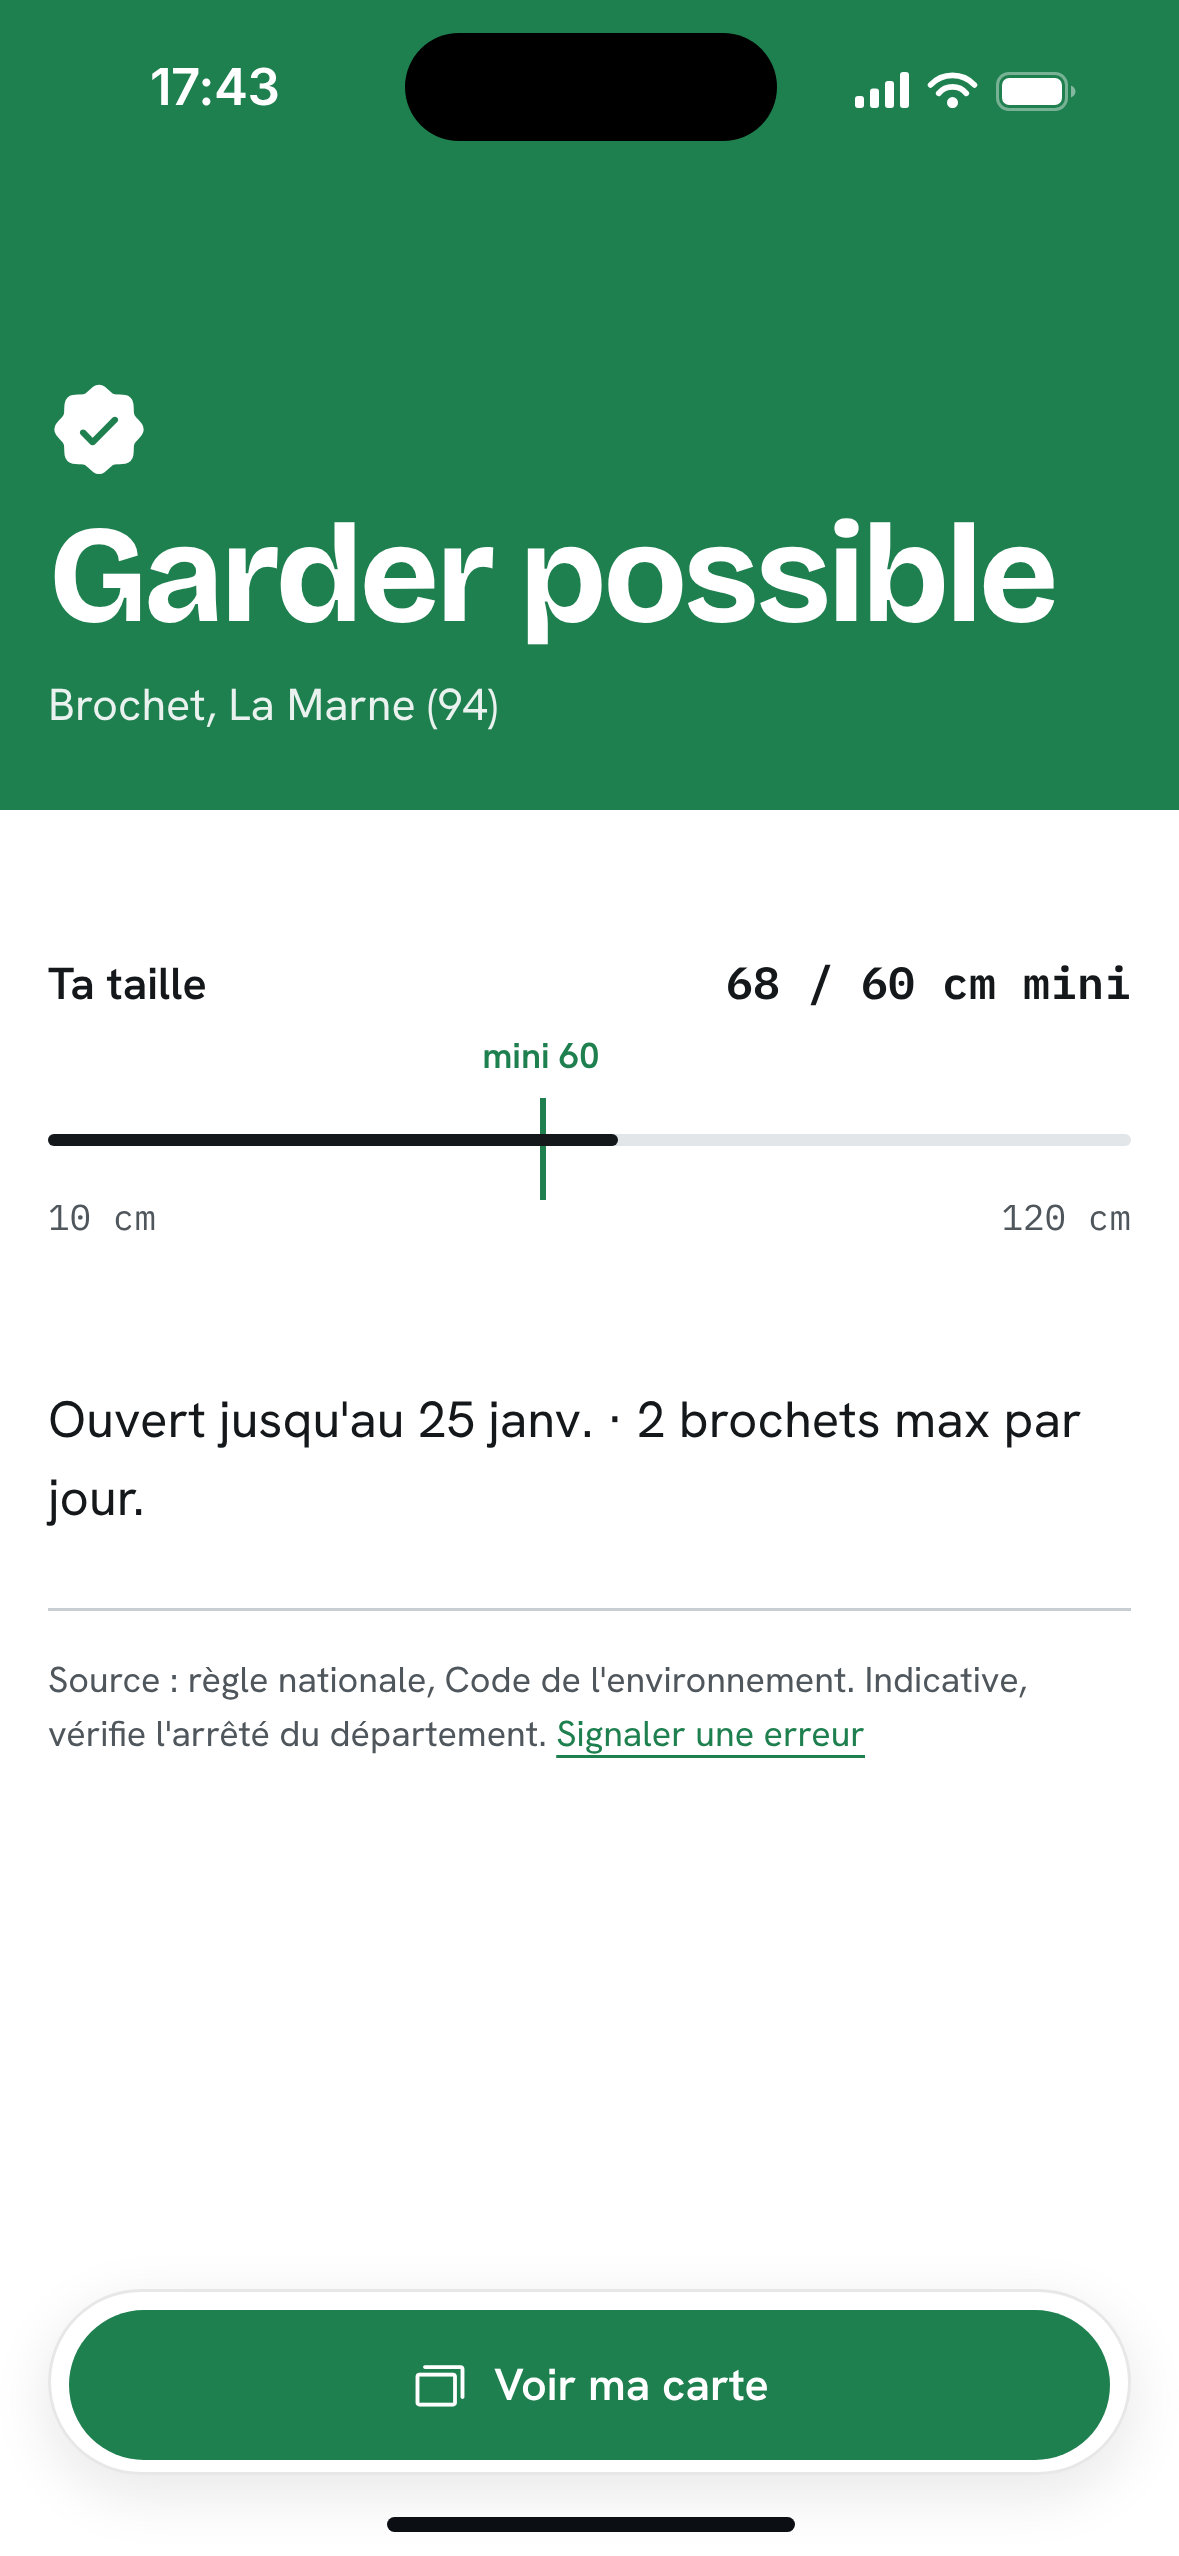 17:43
Garder possible
Brochet, La Marne (94)
Ta taille
68 / 60 cm mini
mini 60
10 cm
120 cm
Ouvert jusqu'au 25 janv. · 2 brochets max par
jour.
Source : règle nationale, Code de l'environnement. Indicative,
vérifie l'arrêté du département. Signaler une erreur
Voir ma carte